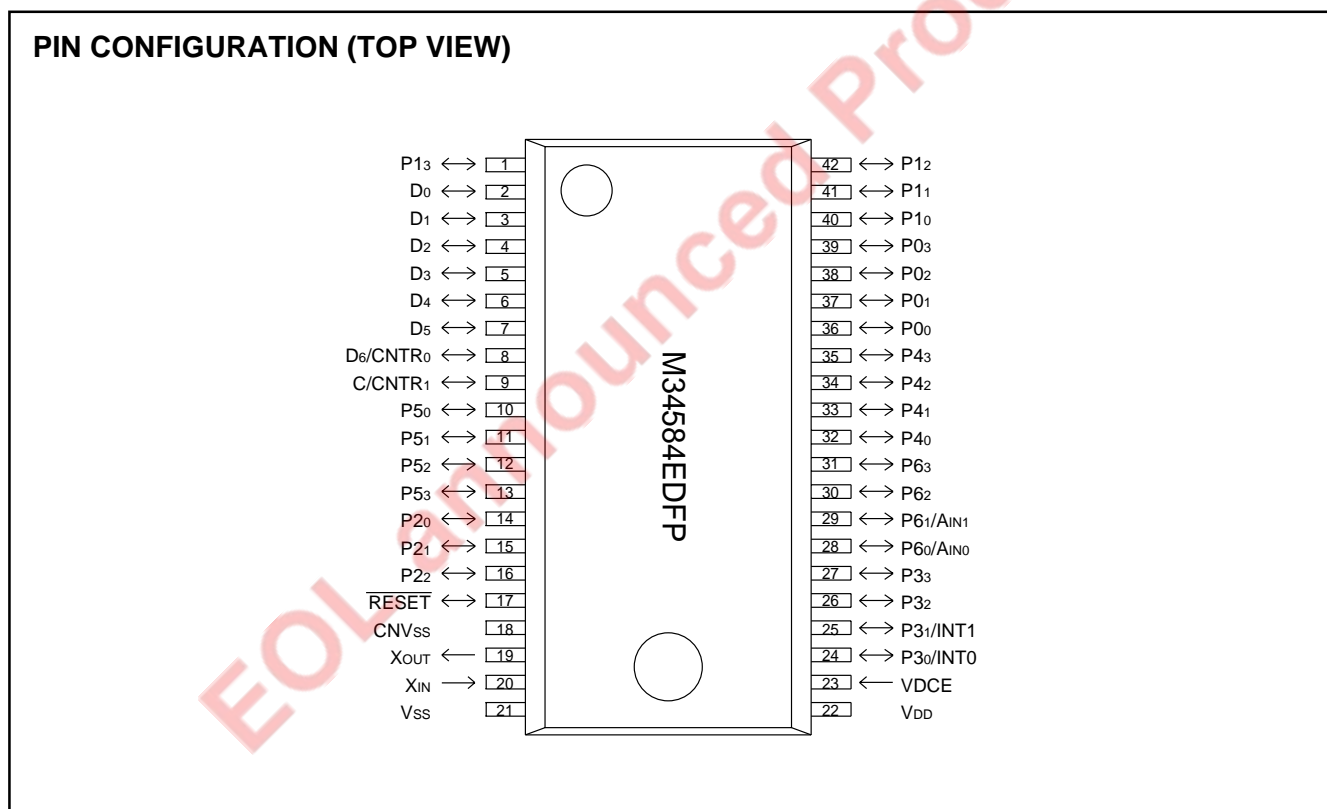 PIN CONFIGURATION (TOP VIEW)
P13 ↔ 1
D0 ↔ 2
D1 ↔ 3
D2 ↔ 4
D3 ↔ 5
D4 ↔ 6
D5 ↔ 7
D6/CNTR0 ↔ 8
C/CNTR1 ↔ 9
P50 ↔ 10
P51 ↔ 11
P52 ↔ 12
P53 ↔ 13
P20 ↔ 14
P21 ↔ 15
P22 ↔ 16
RESET ↔ 17
CNVSS 18
XOUT ← 19
XIN → 20
VSS 21
M34584EDFP
42 ↔ P12
41 ↔ P11
40 ↔ P10
39 ↔ P03
38 ↔ P02
37 ↔ P01
36 ↔ P00
35 ↔ P43
34 ↔ P42
33 ↔ P41
32 ↔ P40
31 ↔ P63
30 ↔ P62
29 ↔ P61/AIN1
28 ↔ P60/AIN0
27 ↔ P33
26 ↔ P32
25 ↔ P31/INT1
24 ↔ P30/INT0
23 ← VDCE
22 VDD
EOL announced